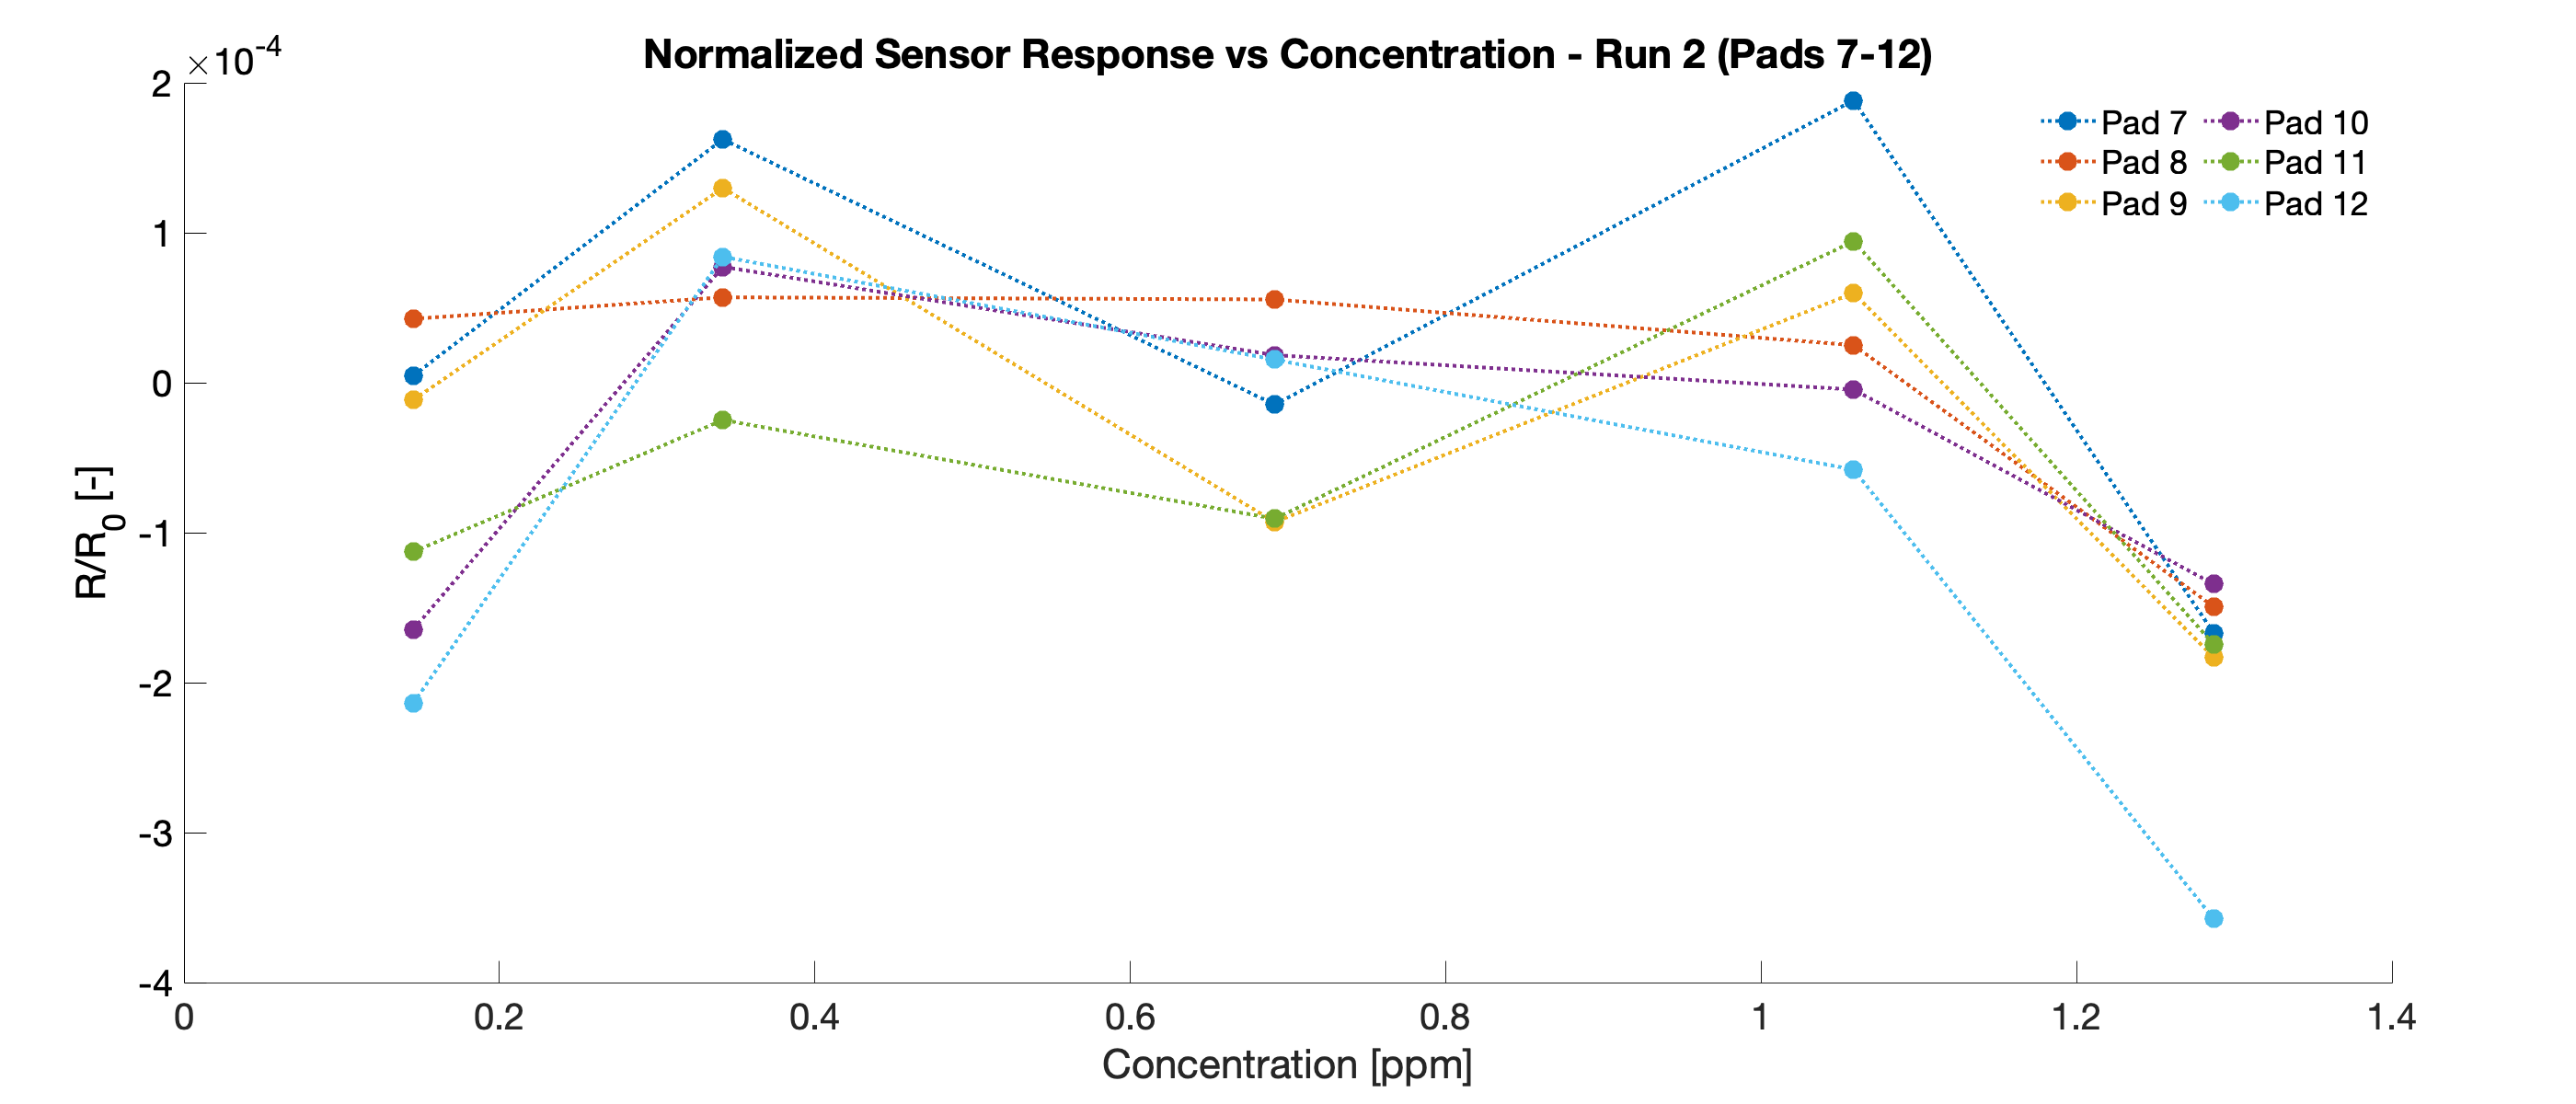 Normalized Sensor Response vs Concentration - Run 2 (Pads 7-12)
×10-4
2
1
0
-1
-2
-3
-4
R/R0 [-]
Pad 7 Pad 10
Pad 8 Pad 11
Pad 9 Pad 12
0 0.2 0.4 0.6 0.8 1 1.2 1.4
Concentration [ppm]